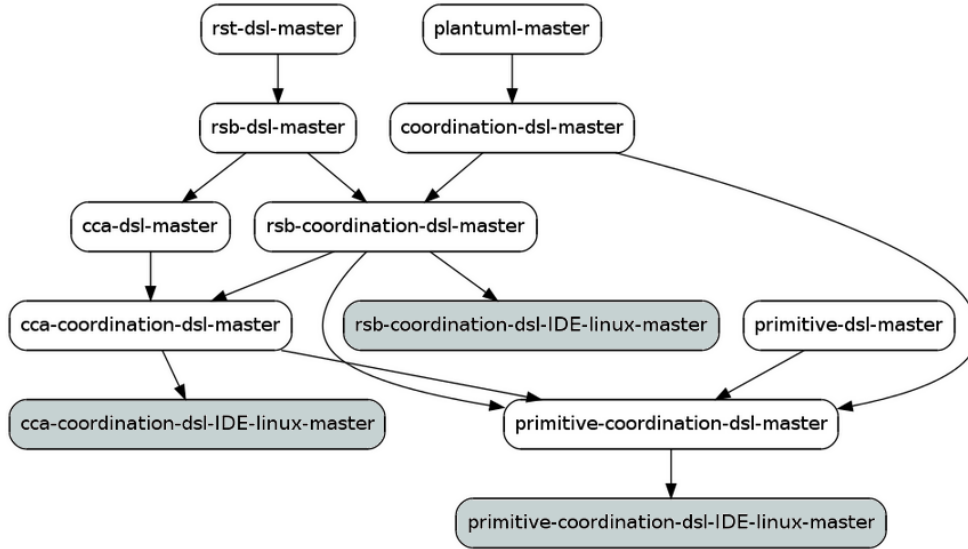 rst-dsl-master
plantuml-master
rsb-dsl-master
coordination-dsl-master
cca-dsl-master
rsb-coordination-dsl-master
cca-coordination-dsl-master
rsb-coordination-dsl-IDE-linux-master
primitive-dsl-master
cca-coordination-dsl-IDE-linux-master
primitive-coordination-dsl-master
primitive-coordination-dsl-IDE-linux-master